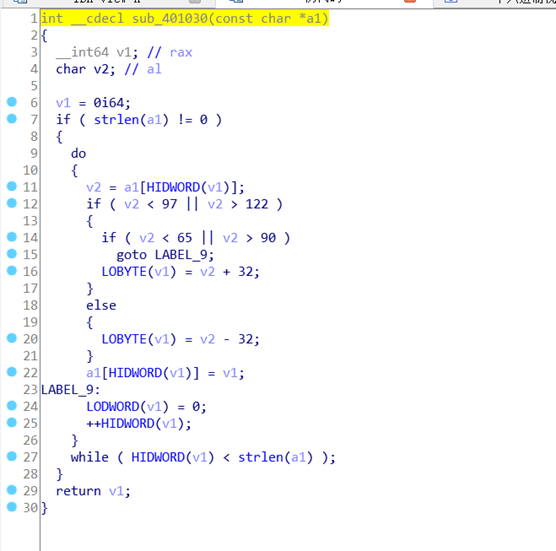 1 int __cdecl sub_401030(const char *a1)
2 {
3   __int64 v1; // rax
4   char v2; // al
5
6   v1 = 0i64;
7   if ( strlen(a1) != 0 )
8   {
9     do
10     {
11       v2 = a1[HIDWORD(v1)];
12       if ( v2 < 97 || v2 > 122 )
13       {
14         if ( v2 < 65 || v2 > 90 )
15           goto LABEL_9;
16         LOBYTE(v1) = v2 + 32;
17       }
18       else
19       {
20         LOBYTE(v1) = v2 - 32;
21       }
22       a1[HIDWORD(v1)] = v1;
23 LABEL_9:
24       LODWORD(v1) = 0;
25       ++HIDWORD(v1);
26     }
27     while ( HIDWORD(v1) < strlen(a1) );
28   }
29   return v1;
30 }